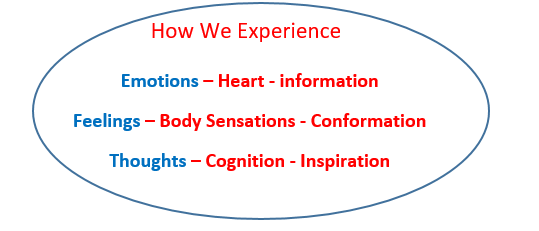 How We Experience
Emotions – Heart - information
Feelings – Body Sensations - Conformation
Thoughts – Cognition - Inspiration